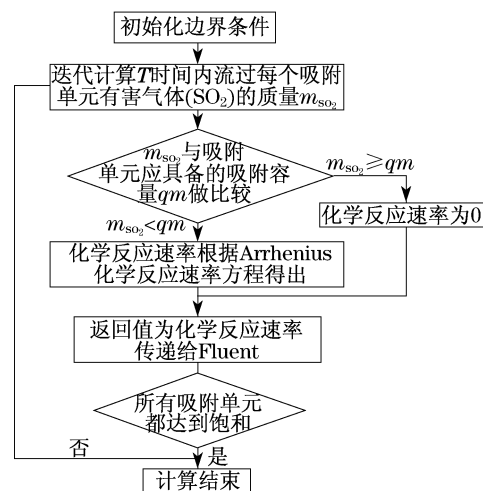 初始化边界条件
迭代计算T时间内流过每个吸附
单元有害气体(SO₂)的质量mso₂
mso₂与吸附
单元应具备的吸附容
量qm做比较
mso₂≥qm
化学反应速率为0
mso₂<qm
化学反应速率根据Arrhenius
化学反应速率方程得出
返回值为化学反应速率
传递给Fluent
所有吸附单元
都达到饱和
否
是
计算结束